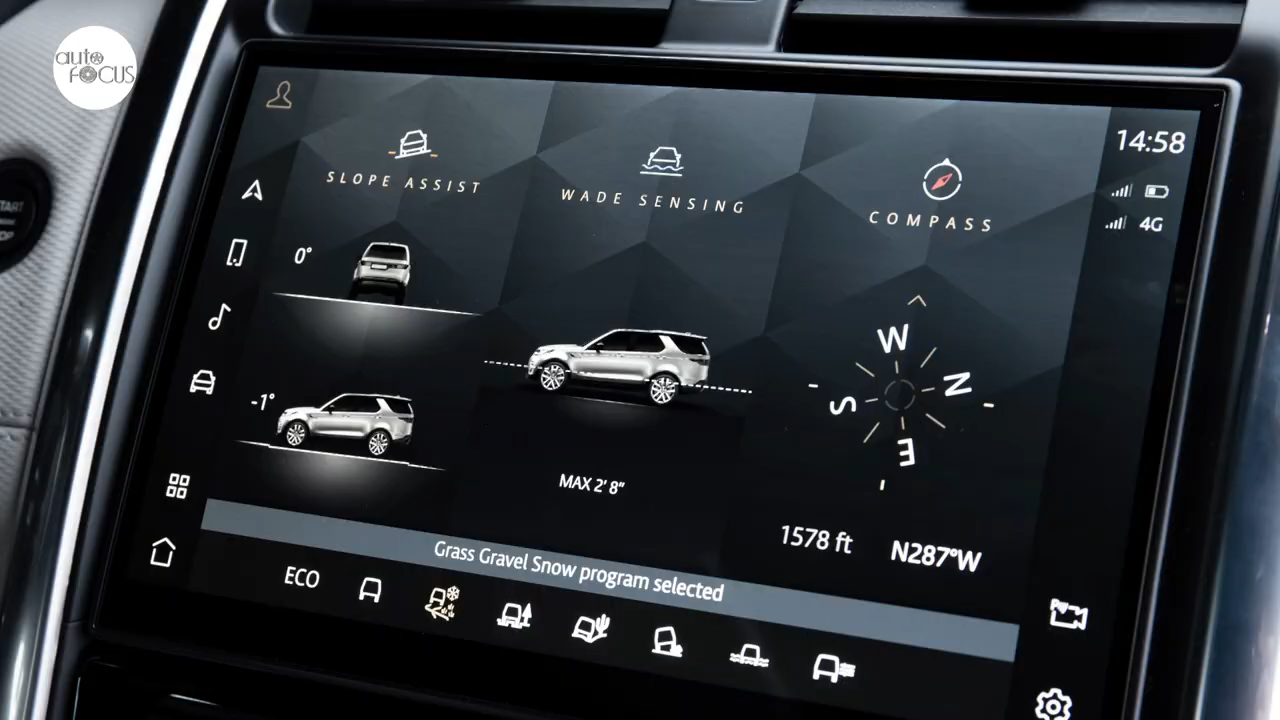 auto
FOCUS
START
14:58
4G
SLOPE ASSIST
WADE SENSING
COMPASS
0°
-1°
W
N
S
E
MAX 2' 8"
1578 ft
N287°W
Grass Gravel Snow program selected
ECO